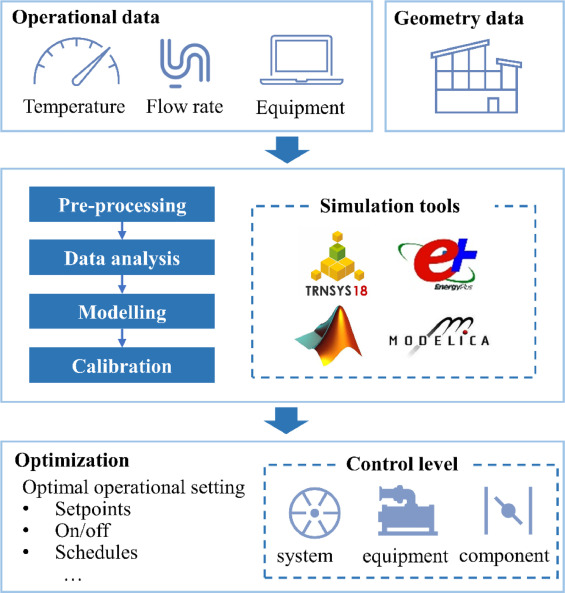 Operational data
Temperature
Flow rate
Equipment
Geometry data
Pre-processing
Data analysis
Modelling
Calibration
Simulation tools
TRNSYS18
e+
EnergyPlus
MODELICA
Optimization
Optimal operational setting
• Setpoints
• On/off
• Schedules
…
Control level
system
equipment
component